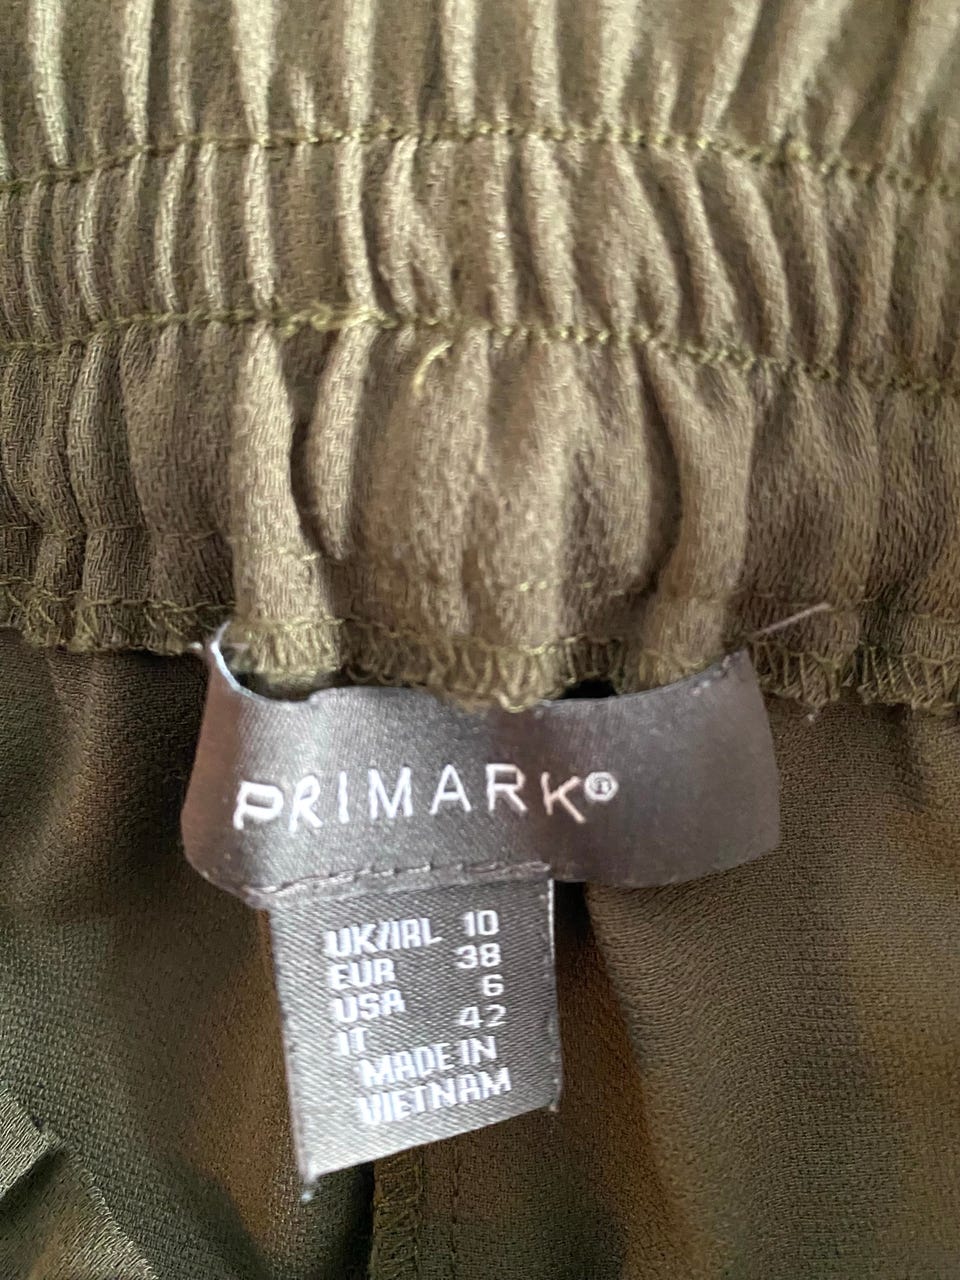 PRIMARK®
UK/IRL 10
EUR 38
USA 6
IT 42
MADE IN
VIETNAM